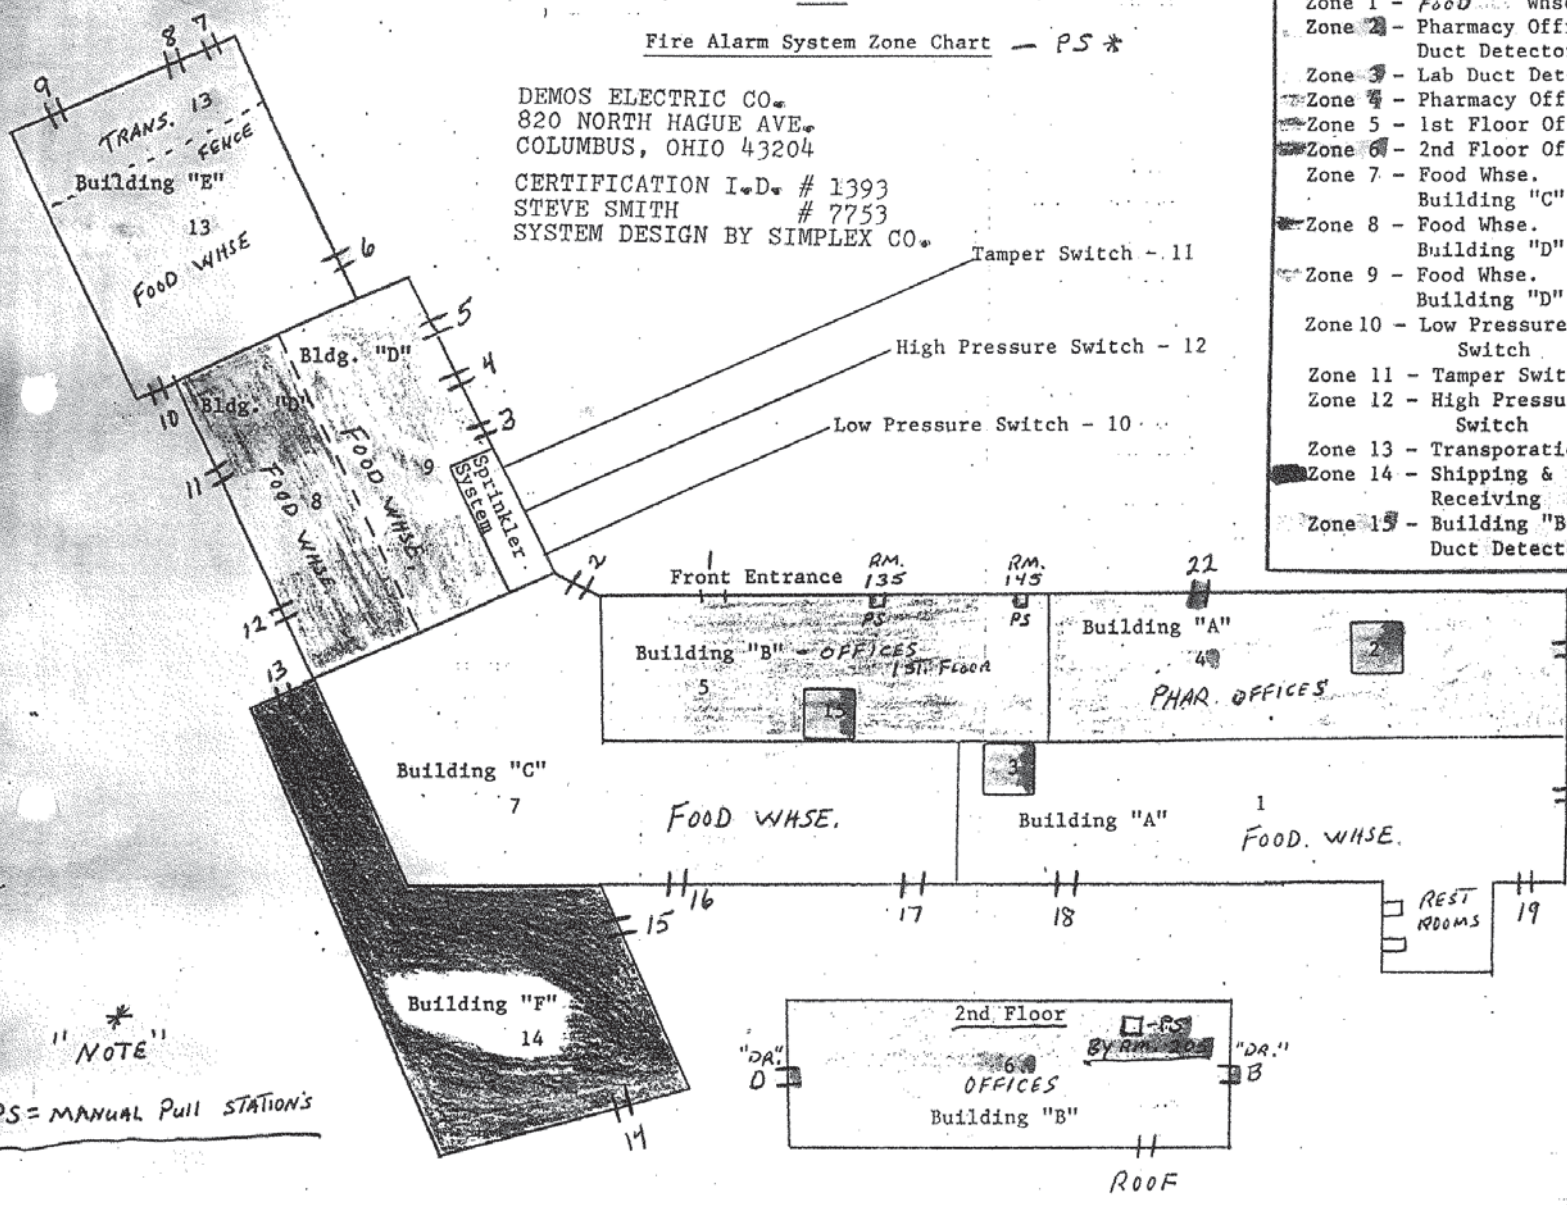 Fire Alarm System Zone Chart - PS *
DEMOS ELECTRIC CO.
820 NORTH HAGUE AVE.
COLUMBUS, OHIO 43204
CERTIFICATION I.D. # 1393
STEVE SMITH # 7753
SYSTEM DESIGN BY SIMPLEX CO.
Zone 1 - FOOD Whse
Zone 2 - Pharmacy Off
Duct Detecto
Zone 3 - Lab Duct Det
Zone 4 - Pharmacy Off
Zone 5 - 1st Floor Of
Zone 6 - 2nd Floor Of
Zone 7 - Food Whse.
Building "C"
Zone 8 - Food Whse.
Building "D"
Zone 9 - Food Whse.
Building "D"
Zone 10 - Low Pressure
Switch
Zone 11 - Tamper Swit
Zone 12 - High Pressu
Switch
Zone 13 - Transporati
Zone 14 - Shipping &
Receiving
Zone 15 - Building "B
Duct Detect
9
8
7
TRANS. 13
FENCE
Building "E"
13
FOOD WHSE
6
10
Tamper Switch - 11
High Pressure Switch - 12
Low Pressure Switch - 10
5
4
3
Bldg. "D"
Bldg. "D"
FOOD WHSE
8
FOOD WHSE.
9
Sprinkler
System
11
12
13
2
1
Front Entrance
RM.
135
PS
RM.
145
PS
22
Building "B" - OFFICES
1ST. FLOOR
5
15
Building "A"
4
2
PHAR. OFFICES
Building "C"
7
FOOD WHSE.
3
Building "A"
1
FOOD. WHSE.
16
17
18
19
REST
ROOMS
15
Building "F"
14
14
2nd Floor
-PS
BY RM. 205
6
OFFICES
Building "B"
"DR."
D
"DR."
B
ROOF
*
"NOTE"
PS = MANUAL Pull STATION'S